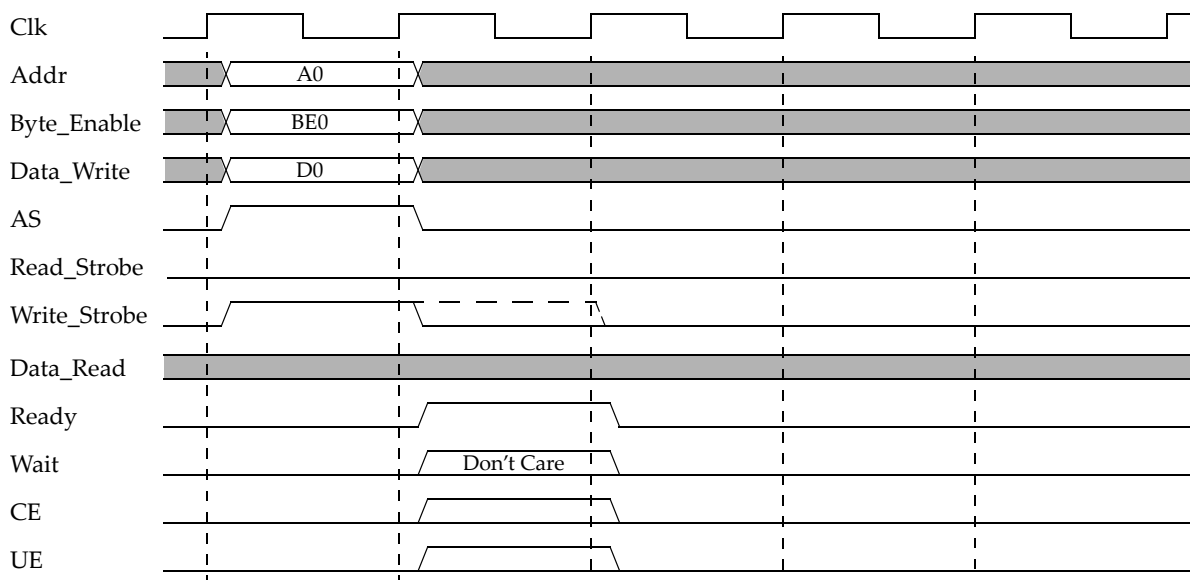 Clk
Addr A0
Byte_Enable BE0
Data_Write D0
AS
Read_Strobe
Write_Strobe
Data_Read
Ready
Wait Don't Care
CE
UE